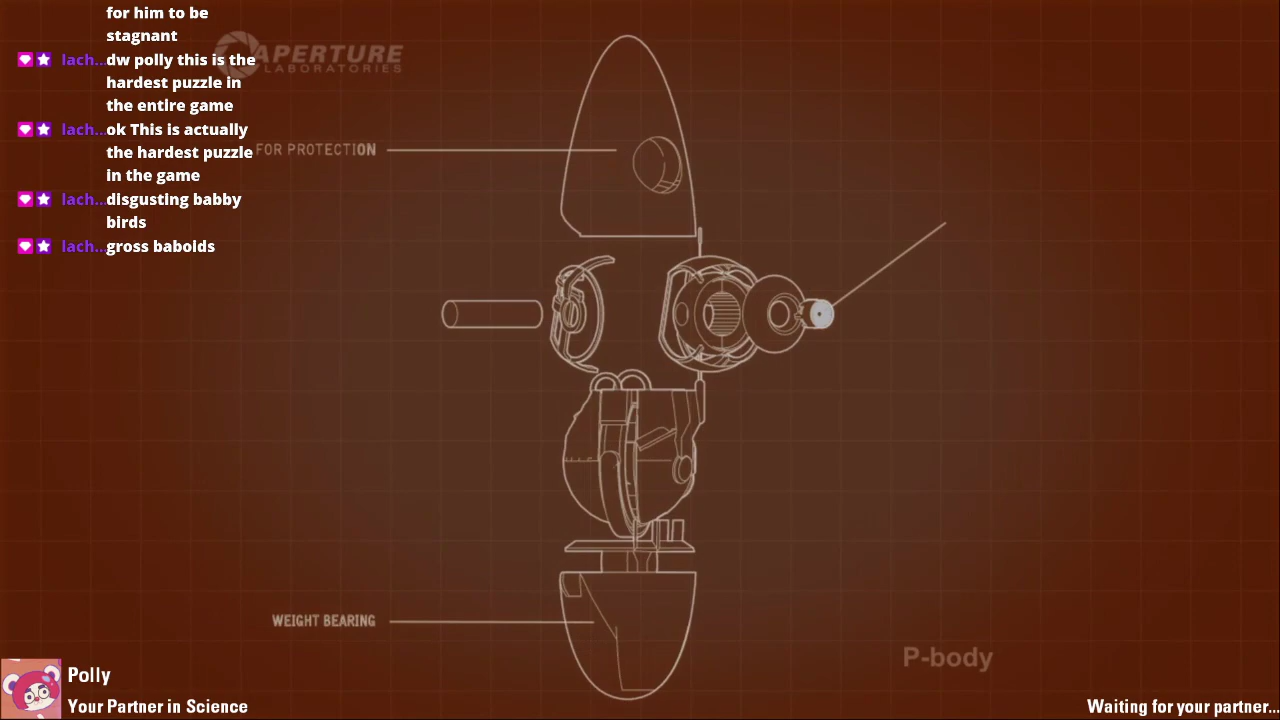 for him to be
stagnant
lach...dw polly this is the
hardest puzzle in
the entire game
lach...ok This is actually
the hardest puzzle
in the game
lach...disgusting babby
birds
lach...gross baboids
APERTURE
LABORATORIES
FOR PROTECTION
WEIGHT BEARING
P-body
Polly
Your Partner in Science
Waiting for your partner...